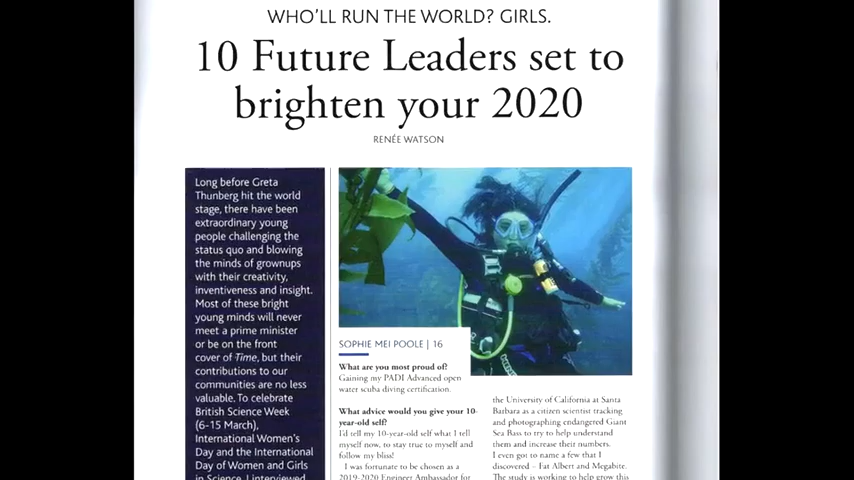 WHO'LL RUN THE WORLD? GIRLS.
10 Future Leaders set to
brighten your 2020
RENÉE WATSON
Long before Greta
Thunberg hit the world
stage, there have been
extraordinary young
people challenging the
status quo and blowing
the minds of grownups
with their creativity,
inventiveness and insight.
Most of these bright
young minds will never
meet a prime minister
or be on the front
cover of Time, but their
contributions to our
communities are no less
valuable. To celebrate
British Science Week
(6-15 March),
International Women's
Day and the International
Day of Women and Girls
in Science, I interviewed
SOPHIE MEI POOLE | 16
What are you most proud of?
Gaining my PADI Advanced open
water scuba diving certification.
What advice would you give your 10-
year-old self?
I'd tell my 10-year-old self what I tell
myself now, to stay true to myself and
follow my bliss!
I was fortunate to be chosen as a
2019-2020 Engineer Ambassador for
the University of California at Santa
Barbara as a citizen scientist tracking
and photographing endangered Giant
Sea Bass to try to help understand
them and increase their numbers.
I even got to name a few that I
discovered – Fat Albert and Megabite.
The study is working to help grow this